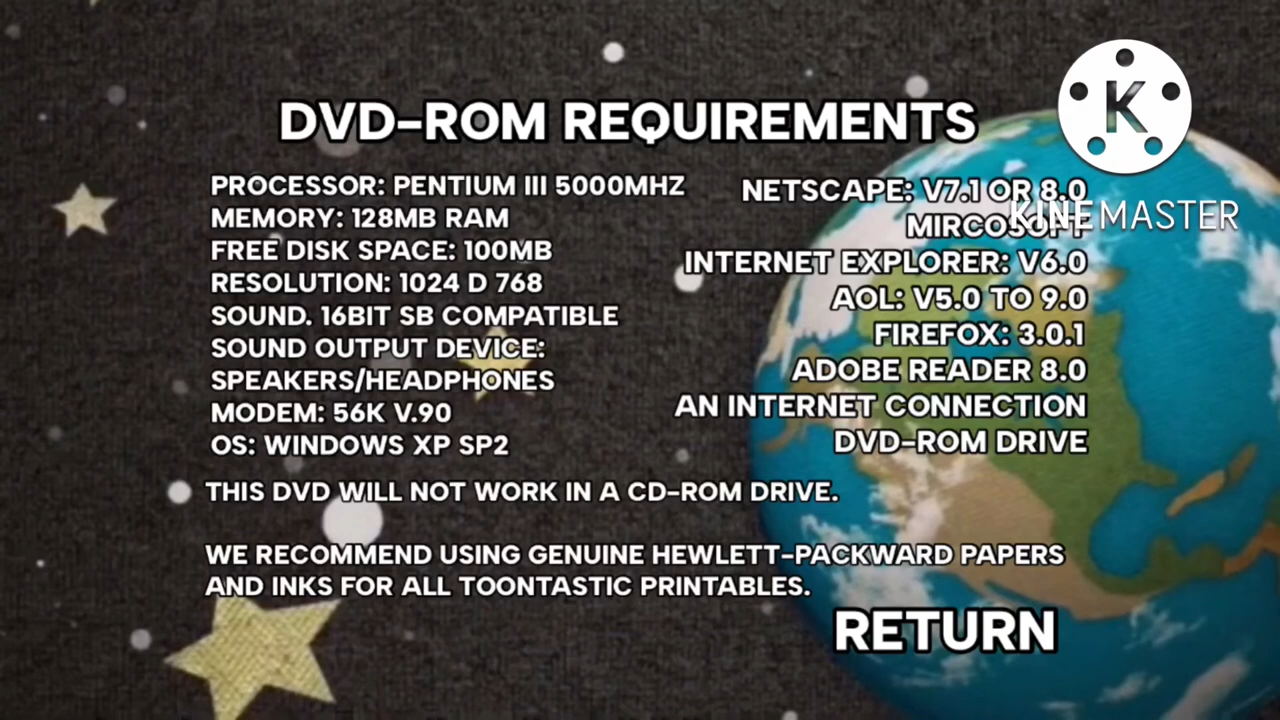 DVD-ROM REQUIREMENTS
PROCESSOR: PENTIUM III 5000MHZ
MEMORY: 128MB RAM
FREE DISK SPACE: 100MB
RESOLUTION: 1024 D 768
SOUND. 16BIT SB COMPATIBLE
SOUND OUTPUT DEVICE:
SPEAKERS/HEADPHONES
MODEM: 56K V.90
OS: WINDOWS XP SP2
NETSCAPE: V7.1 OR 8.0
MIRCOSOFT
INTERNET EXPLORER: V6.0
AOL: V5.0 TO 9.0
FIREFOX: 3.0.1
ADOBE READER 8.0
AN INTERNET CONNECTION
DVD-ROM DRIVE
THIS DVD WILL NOT WORK IN A CD-ROM DRIVE.
WE RECOMMEND USING GENUINE HEWLETT-PACKWARD PAPERS
AND INKS FOR ALL TOONTASTIC PRINTABLES.
RETURN
K
KINEMASTER